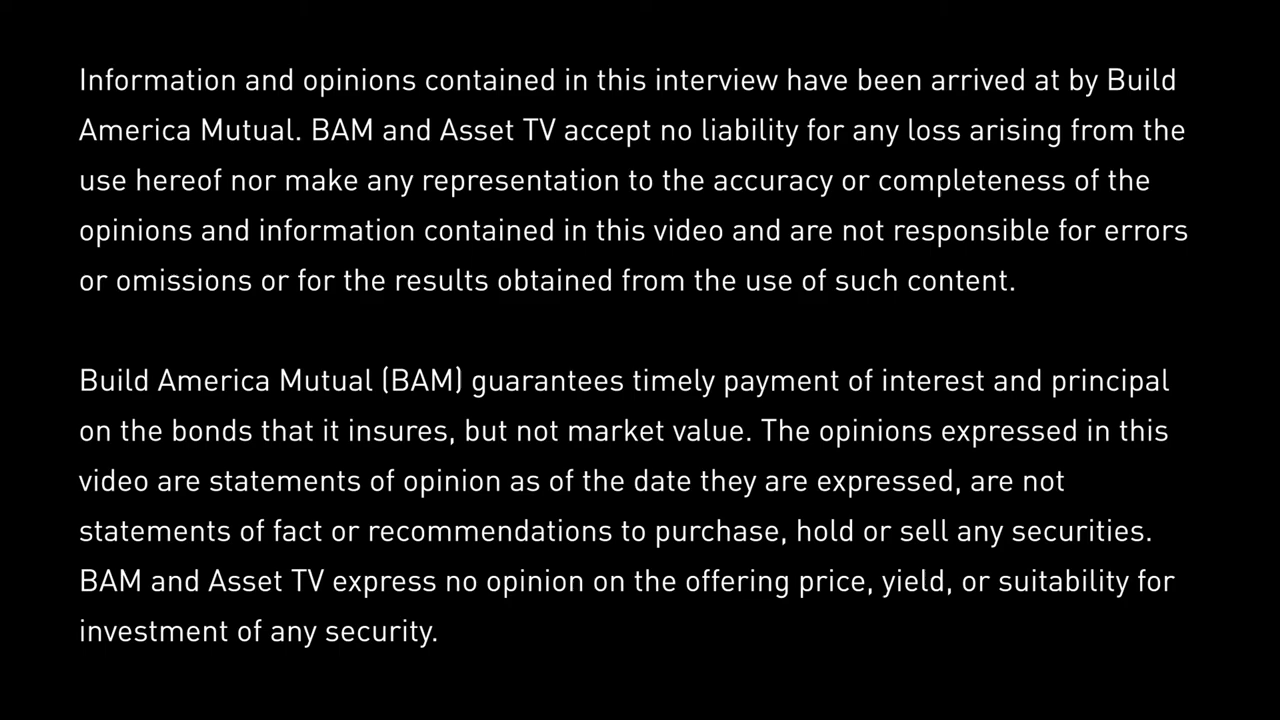 Information and opinions contained in this interview have been arrived at by Build
America Mutual. BAM and Asset TV accept no liability for any loss arising from the
use hereof nor make any representation to the accuracy or completeness of the
opinions and information contained in this video and are not responsible for errors
or omissions or for the results obtained from the use of such content.
Build America Mutual (BAM) guarantees timely payment of interest and principal
on the bonds that it insures, but not market value. The opinions expressed in this
video are statements of opinion as of the date they are expressed, are not
statements of fact or recommendations to purchase, hold or sell any securities.
BAM and Asset TV express no opinion on the offering price, yield, or suitability for
investment of any security.